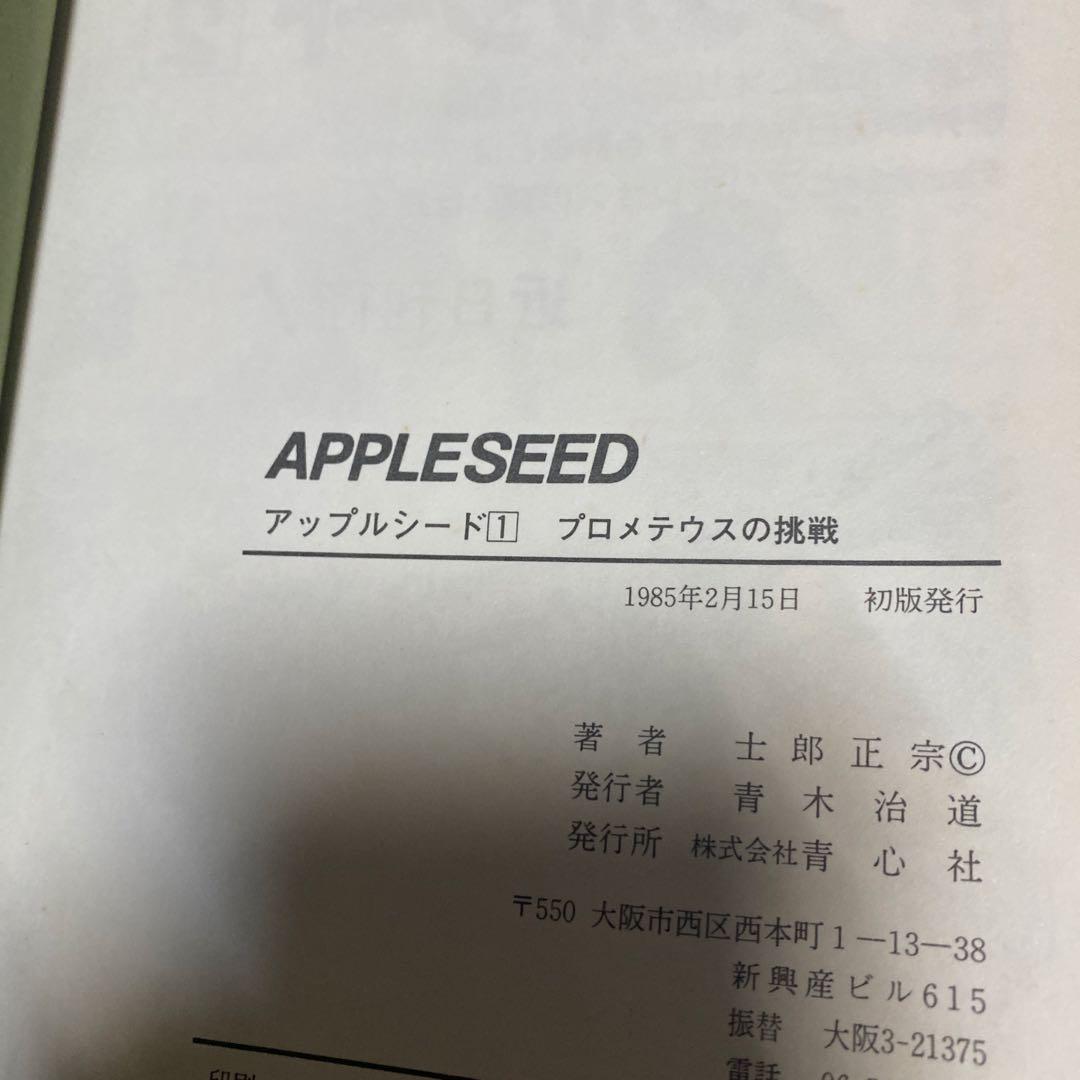 APPLESEED
アップルシード1 プロメテウスの挑戦
1985年2月15日 初版発行
著者 士郎正宗©
発行者 青木治道
発行所 株式会社青心社
〒550 大阪市西区西本町1―13―38
新興産ビル615
振替 大阪3-21375
電話
印刷